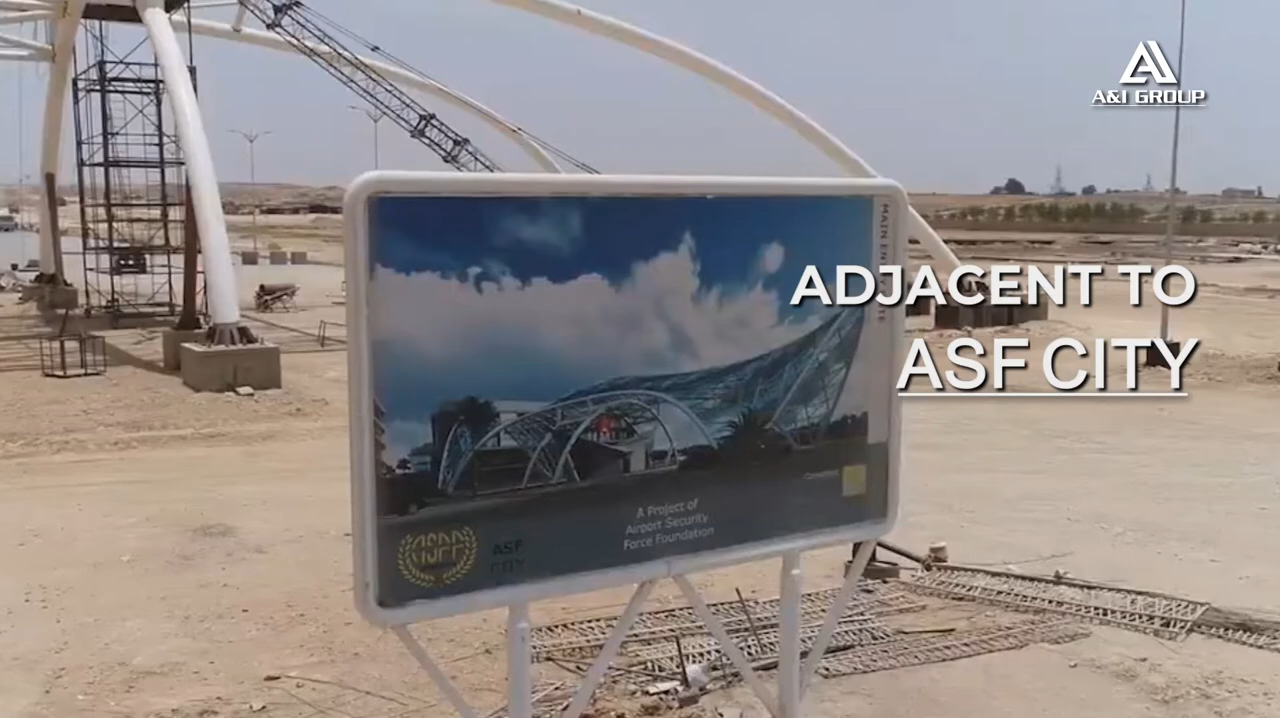 A&I GROUP
ADJACENT TO
ASF CITY
A Project of
Airport Security
Force Foundation
ASF
CITY